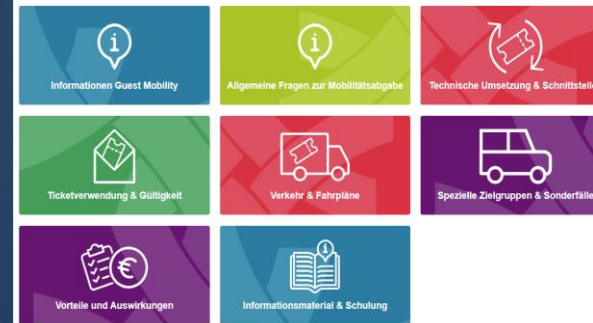 Informationen Guest Mobility
Allgemeine Fragen zur Mobilitätsabgabe
Technische Umsetzung & Schnittstelle
Ticketverwendung & Gültigkeit
Verkehr & Fahrpläne
Spezielle Zielgruppen & Sonderfälle
Vorteile und Auswirkungen
Informationsmaterial & Schulung